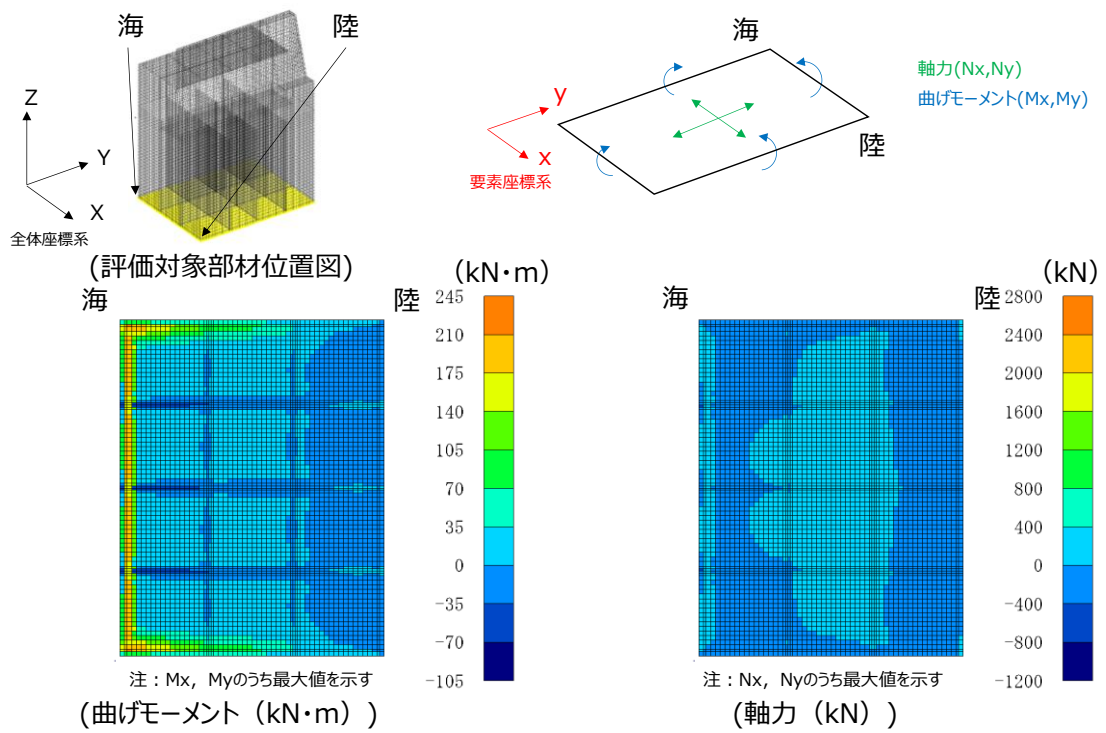 海
陸
Z
Y
X
全体座標系
(評価対象部材位置図)
海
陸
y
x
要素座標系
軸力(Nx,Ny)
曲げモーメント(Mx,My)
海
陸
(kN・m)
245
210
175
140
105
70
35
0
-35
-70
-105
注：Mx，Myのうち最大値を示す
(曲げモーメント（kN・m）)
海
陸
(kN)
2800
2400
2000
1600
1200
800
400
0
-400
-800
-1200
注：Nx，Nyのうち最大値を示す
(軸力（kN）)